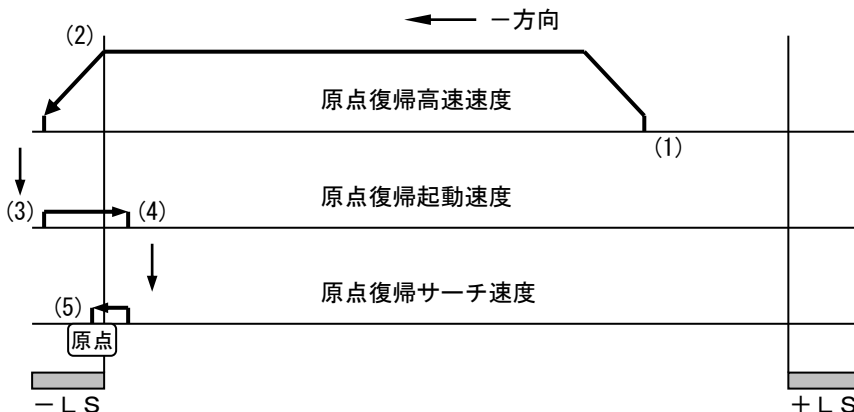 －方向
(2)
原点復帰高速速度
(1)
原点復帰起動速度
(3)
(4)
原点復帰サーチ速度
(5)
原点
－ＬＳ
＋ＬＳ